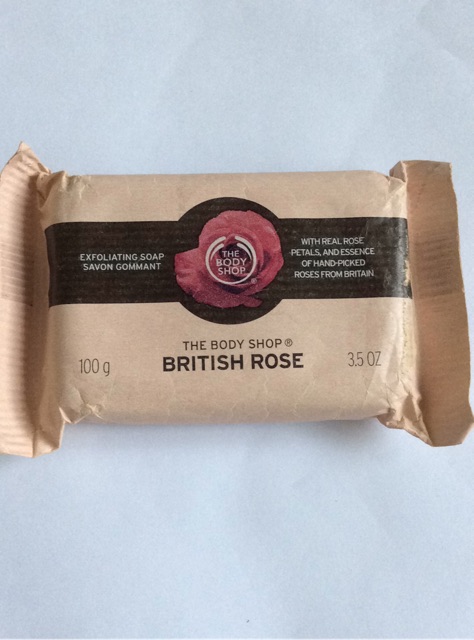 EXFOLIATING SOAP
SAVON GOMMANT
THE
BODY
SHOP®
WITH REAL ROSE
PETALS, AND ESSENCE
OF HAND-PICKED
ROSES FROM BRITAIN.
THE BODY SHOP®
BRITISH ROSE
100 g
3.5 OZ